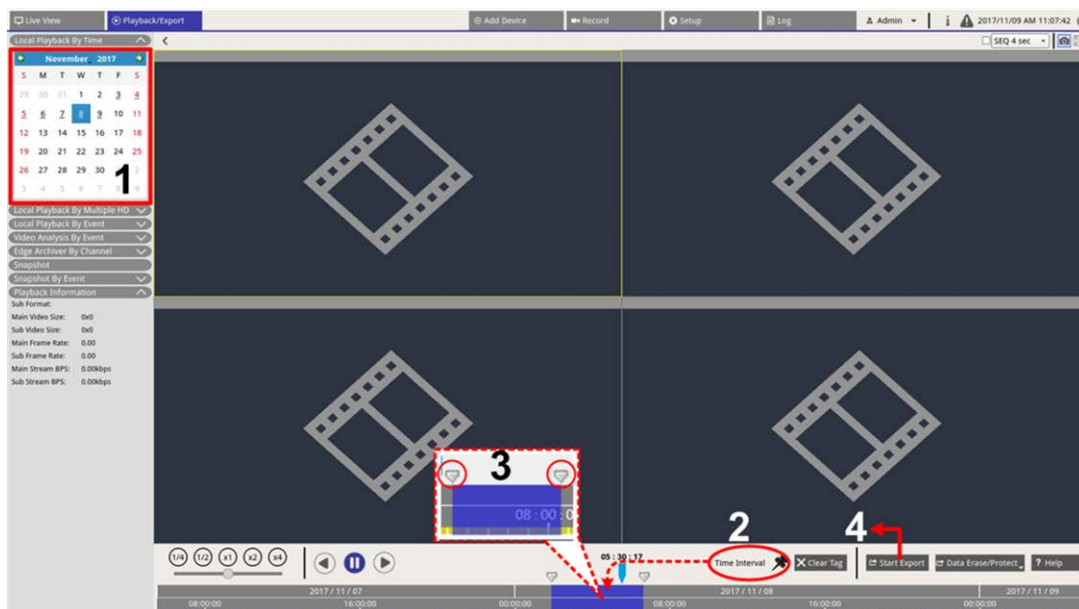 Live View Playback/Export Add Device Record Setup Log Admin i 2017/11/09 AM 11:07:42
Local Playback By Time
SEQ 4 sec
November, 2017
S M T W T F S
29 30 31 1 2 3 4
5 6 7 8 9 10 11
12 13 14 15 16 17 18
19 20 21 22 23 24 25
26 27 28 29 30 2
3 4 5 6 7 8 9
1
Local Playback By Multiple HD
Local Playback By Event
Video Analysis By Event
Edge Archiver By Channel
Snapshot
Snapshot By Event
Playback Information
Sub Format:
Main Video Size: 0x0
Sub Video Size: 0x0
Main Frame Rate: 0.00
Sub Frame Rate: 0.00
Main Stream BPS: 0.00kbps
Sub Stream BPS: 0.00kbps
3
08:00:0
2 4
1/4 1/2 x1 x2 x4 05:30:17 Time Interval Clear Tag Start Export Data Erase/Protect Help
2017/11/07 2017/11/08 2017/11/09
08:00:00 16:00:00 00:00:00 08:00:00 16:00:00 00:00:00